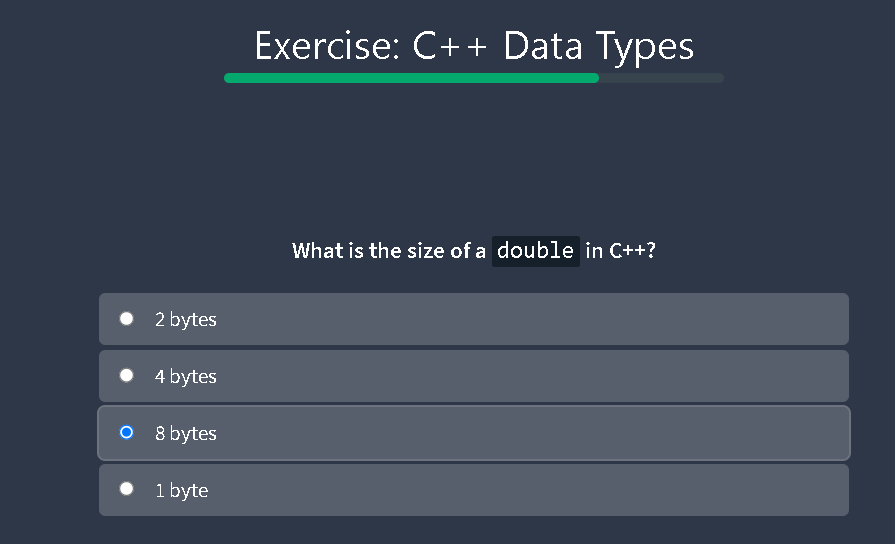 Exercise: C++ Data Types
What is the size of a double in C++?
2 bytes
4 bytes
8 bytes
1 byte